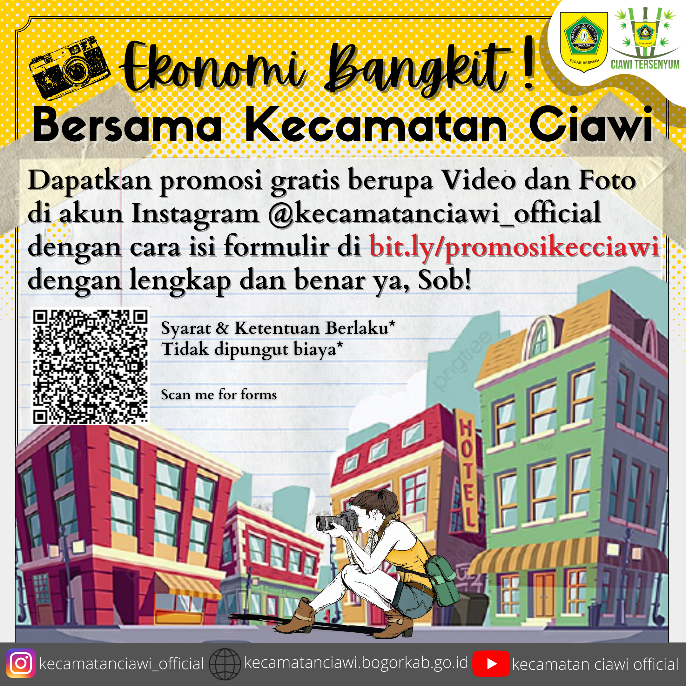 Ekonomi Bangkit!
CIAWI TERSENYUM
Bersama Kecamatan Ciawi
Dapatkan promosi gratis berupa Video dan Foto
di akun Instagram @kecamatanciawi_official
dengan cara isi formulir di bit.ly/promosikecciawi
dengan lengkap dan benar ya, Sob!
Syarat & Ketentuan Berlaku*
Tidak dipungut biaya*
Scan me for forms
pngtree
HOTEL
kecamatanciawi_official
kecamatanciawi.bogorkab.go.id
kecamatan ciawi official